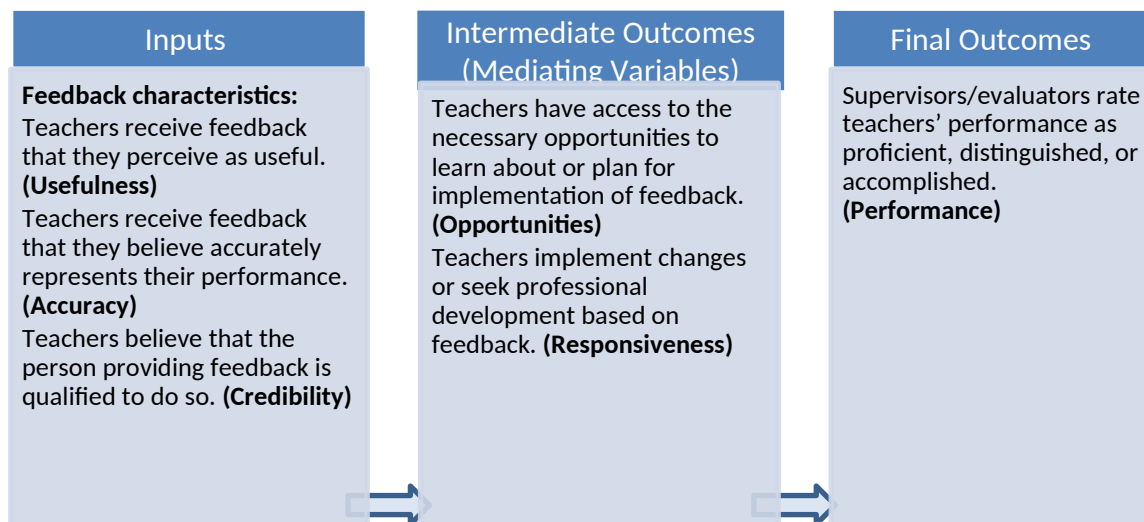 Inputs
Feedback characteristics:
Teachers receive feedback
that they perceive as useful.
(Usefulness)
Teachers receive feedback
that they believe accurately
represents their performance.
(Accuracy)
Teachers believe that the
person providing feedback is
qualified to do so. (Credibility)
Intermediate Outcomes
(Mediating Variables)
Teachers have access to the
necessary opportunities to
learn about or plan for
implementation of feedback.
(Opportunities)
Teachers implement changes
or seek professional
development based on
feedback. (Responsiveness)
Final Outcomes
Supervisors/evaluators rate
teachers’ performance as
proficient, distinguished, or
accomplished.
(Performance)